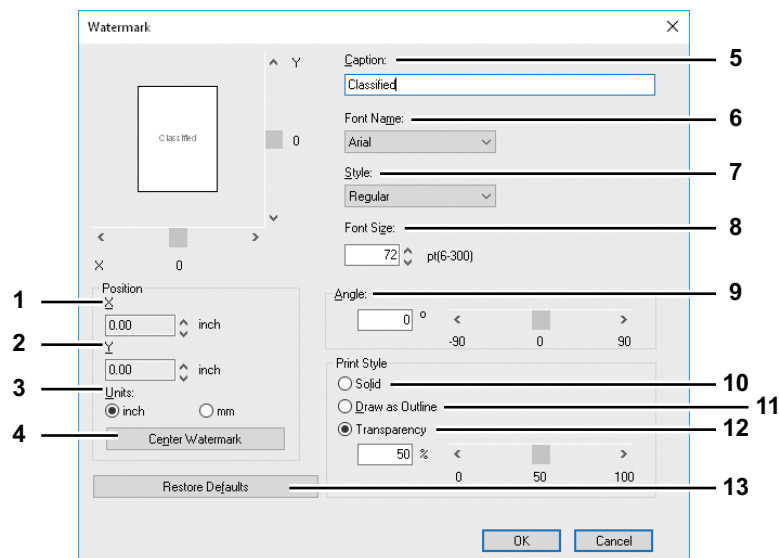 Watermark
Y
Classified
0
X 0
Position
1 X
0.00 inch
2 Y
0.00 inch
3 Units:
inch mm
4 Center Watermark
Restore Defaults 13
Caption: 5
Classified
Font Name: 6
Arial
Style: 7
Regular
Font Size: 8
72 pt(6-300)
Angle: 9
0 °
-90 0 90
Print Style
Solid 10
Draw as Outline 11
Transparency 12
50 %
0 50 100
OK Cancel